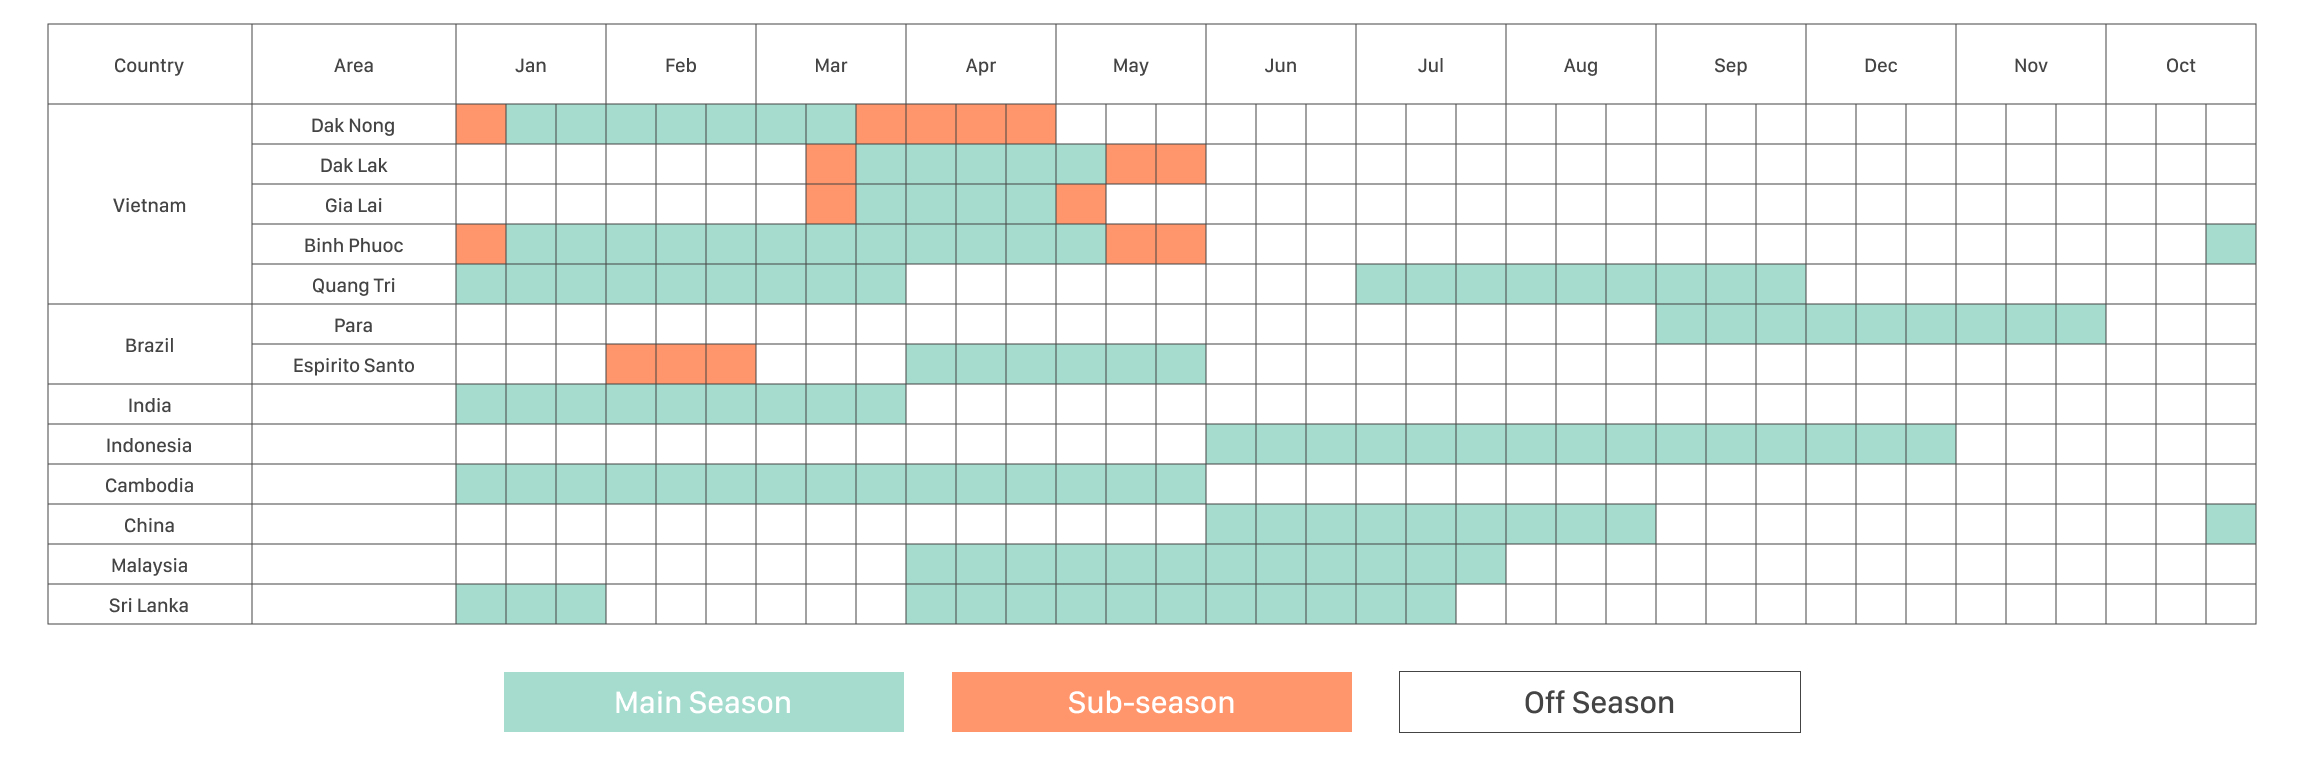 Country Area Jan Feb Mar Apr May Jun Jul Aug Sep Dec Nov Oct
Vietnam
Dak Nong
Dak Lak
Gia Lai
Binh Phuoc
Quang Tri
Brazil
Para
Espirito Santo
India
Indonesia
Cambodia
China
Malaysia
Sri Lanka
Main Season Sub-season Off Season